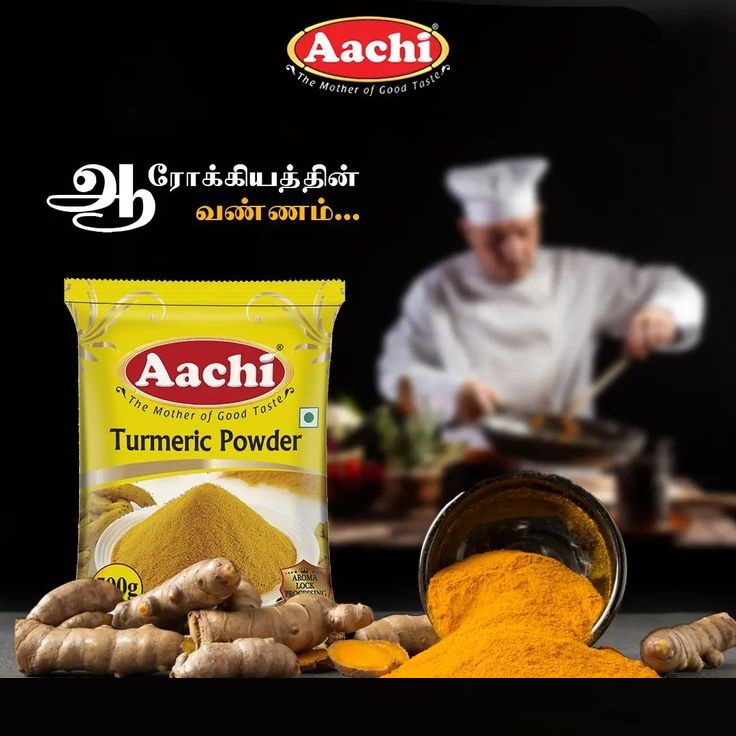 Aachi®
The Mother of Good Taste
ஆரோக்கியத்தின்
வண்ணம்...
Aachi®
The Mother of Good Taste
Turmeric Powder
AROMA
LOCK
PROCESSING